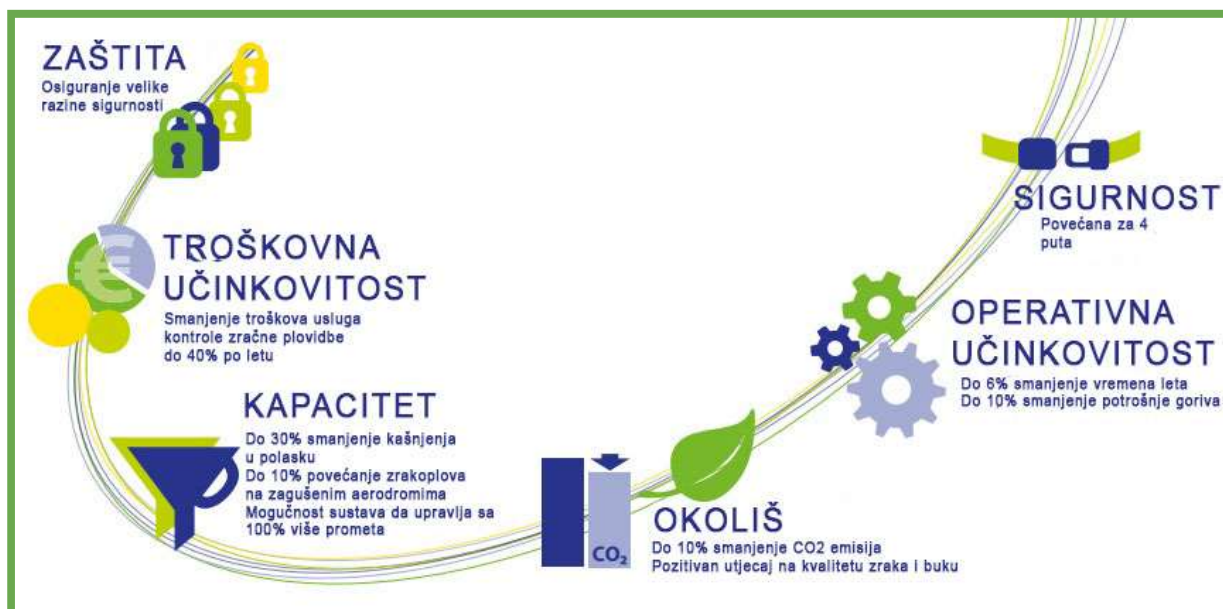 ZAŠTITA
Osiguranje velike
razine sigurnosti
TROŠKOVNA
UČINKOVITOST
Smanjenje troškova usluga
kontrole zračne plovidbe
do 40% po letu
KAPACITET
Do 30% smanjenje kašnjenja
u polasku
Do 10% povećanje zrakoplova
na zagušenim aerodromima
Mogučnost sustava da upravlja sa
100% više prometa
CO₂
OKOLIŠ
Do 10% smanjenje CO2 emisija
Pozitivan utjecaj na kvalitetu zraka i buku
OPERATIVNA
UČINKOVITOST
Do 6% smanjenje vremena leta
Do 10% smanjenje potrošnje goriva
SIGURNOST
Povećana za 4
puta